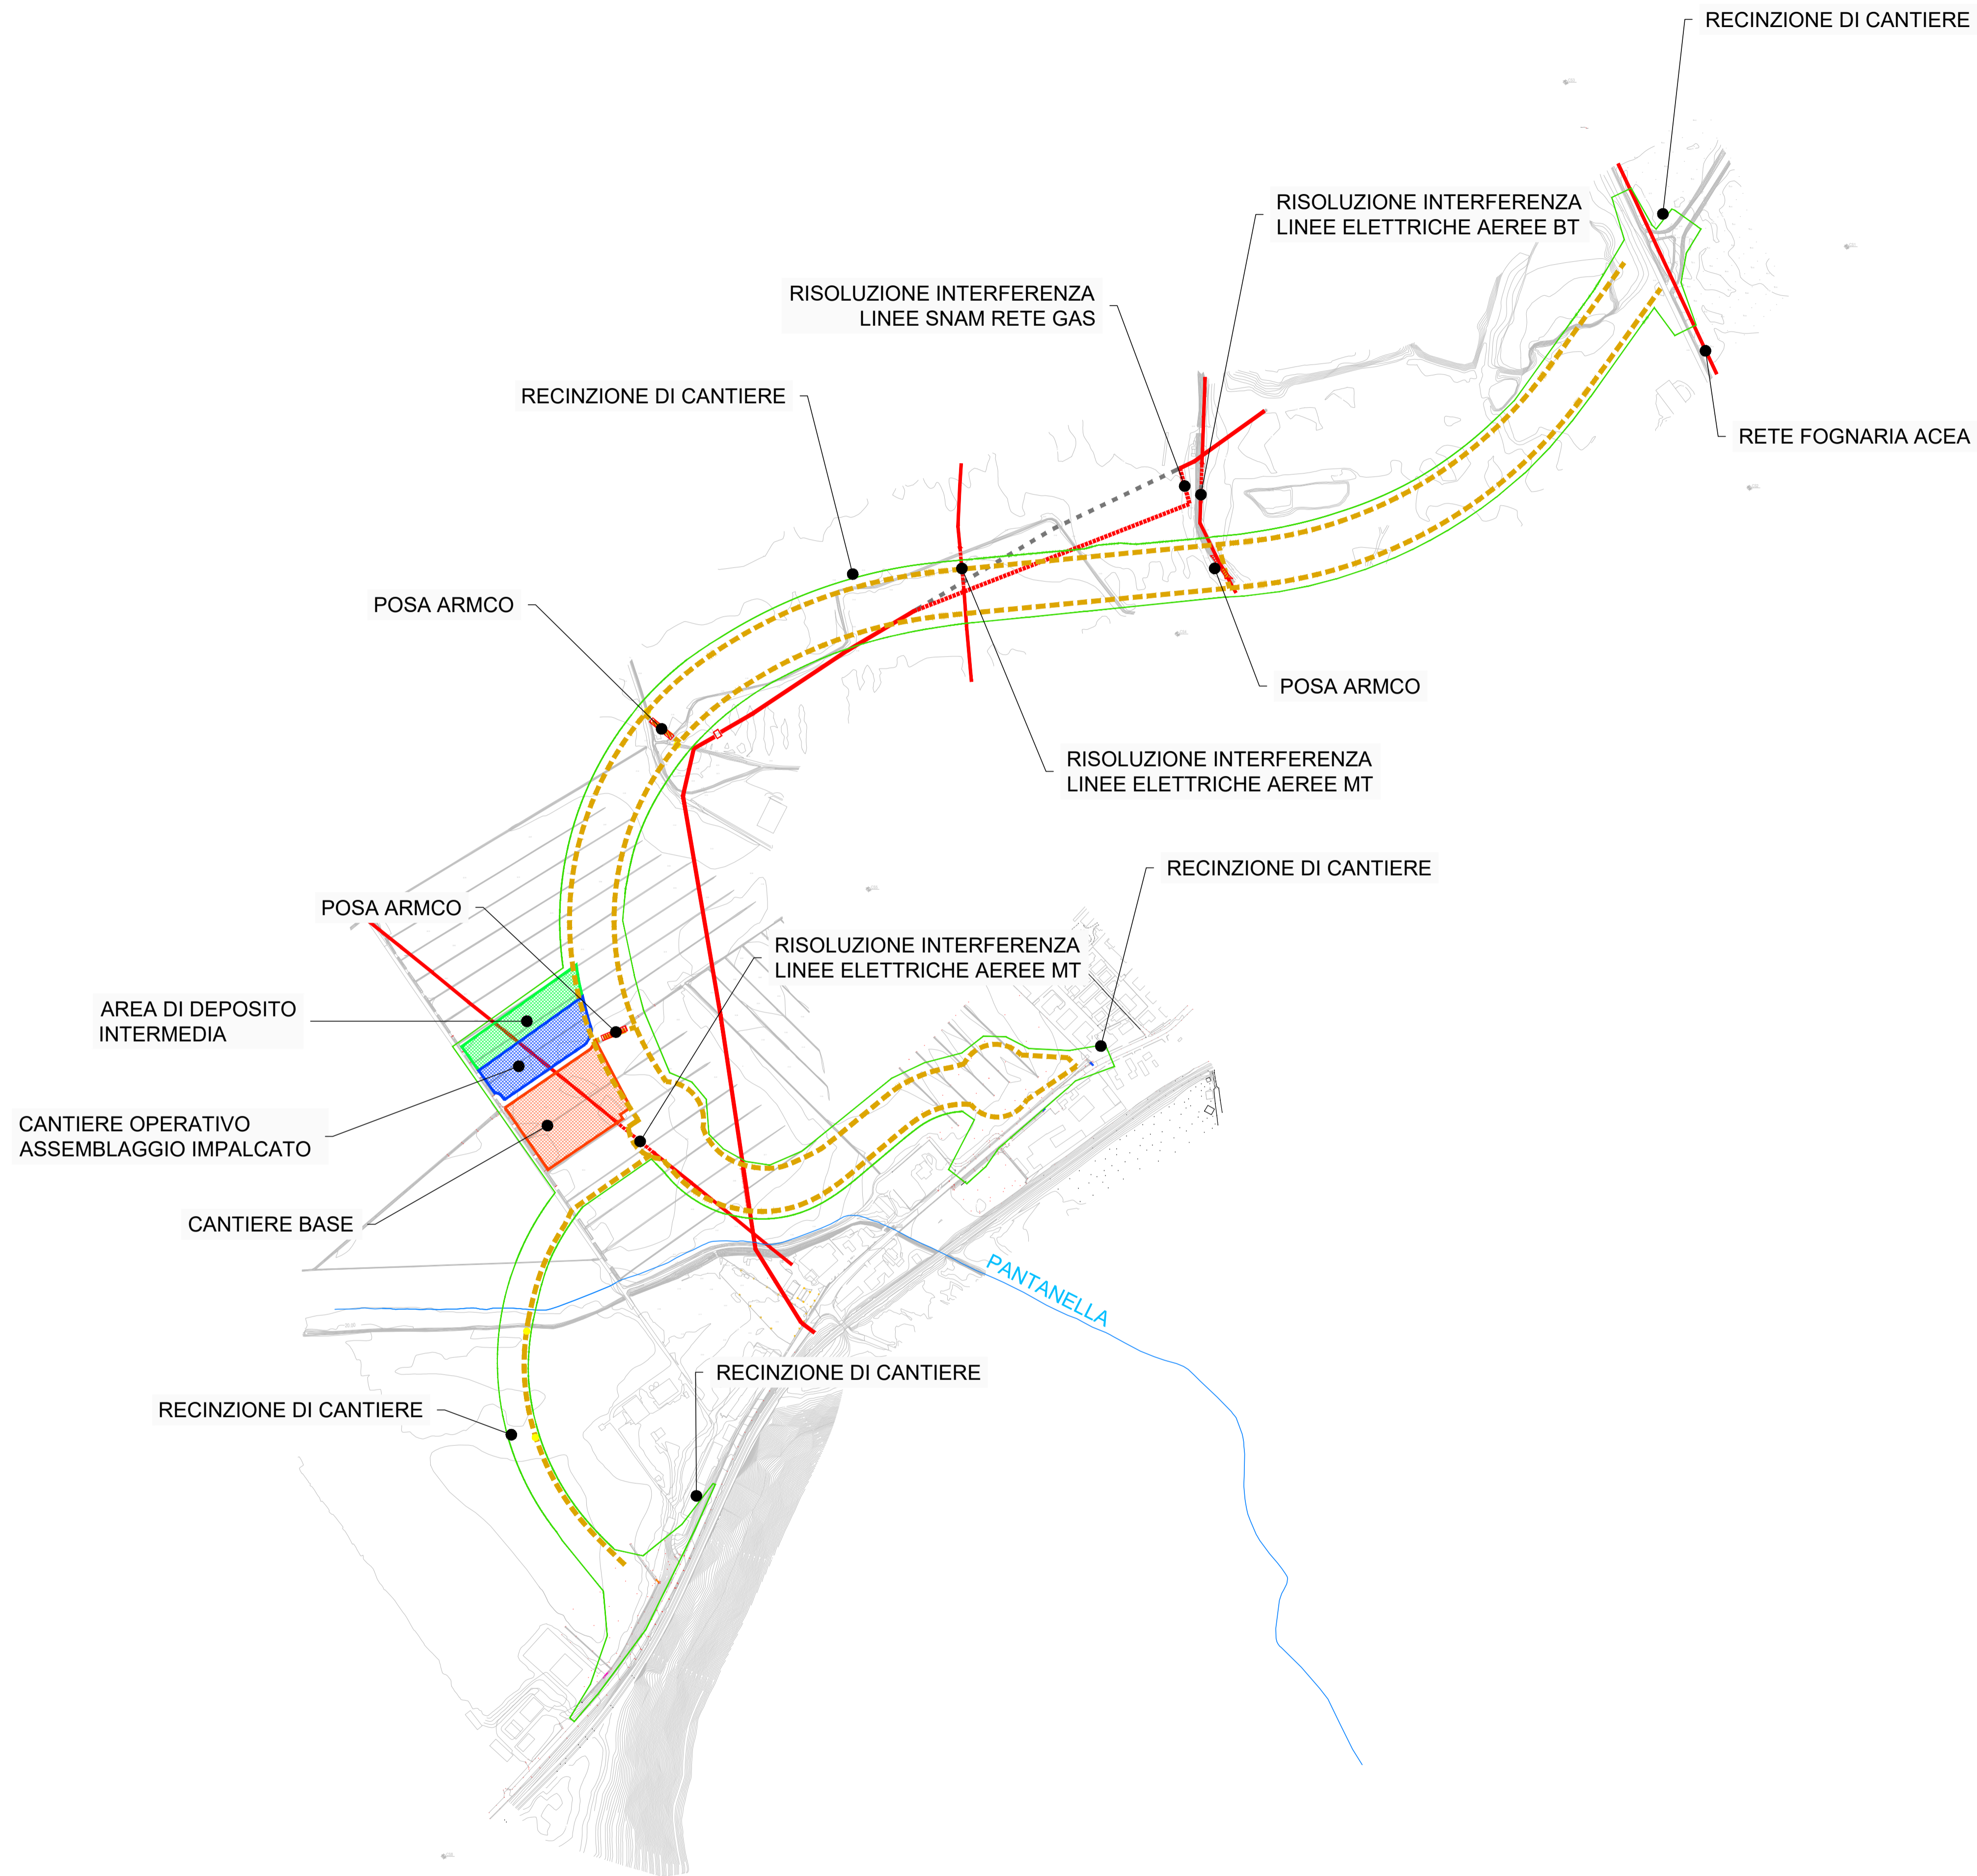 RECINZIONE DI CANTIERE
RISOLUZIONE INTERFERENZA
LINEE ELETTRICHE AEREE BT
RISOLUZIONE INTERFERENZA
LINEE SNAM RETE GAS
RECINZIONE DI CANTIERE
RETE FOGNARIA ACEA
POSA ARMCO
POSA ARMCO
RISOLUZIONE INTERFERENZA
LINEE ELETTRICHE AEREE MT
RECINZIONE DI CANTIERE
POSA ARMCO
RISOLUZIONE INTERFERENZA
LINEE ELETTRICHE AEREE MT
AREA DI DEPOSITO
INTERMEDIA
CANTIERE OPERATIVO
ASSEMBLAGGIO IMPALCATO
CANTIERE BASE
PANTANELLA
RECINZIONE DI CANTIERE
RECINZIONE DI CANTIERE